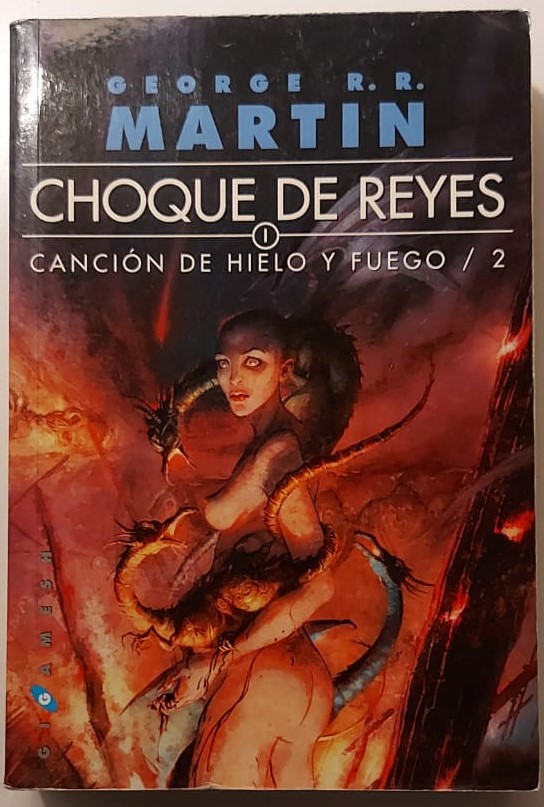 GEORGE R. R.
MARTIN
CHOQUE DE REYES
I
CANCIÓN DE HIELO Y FUEGO / 2
GIGAMESH